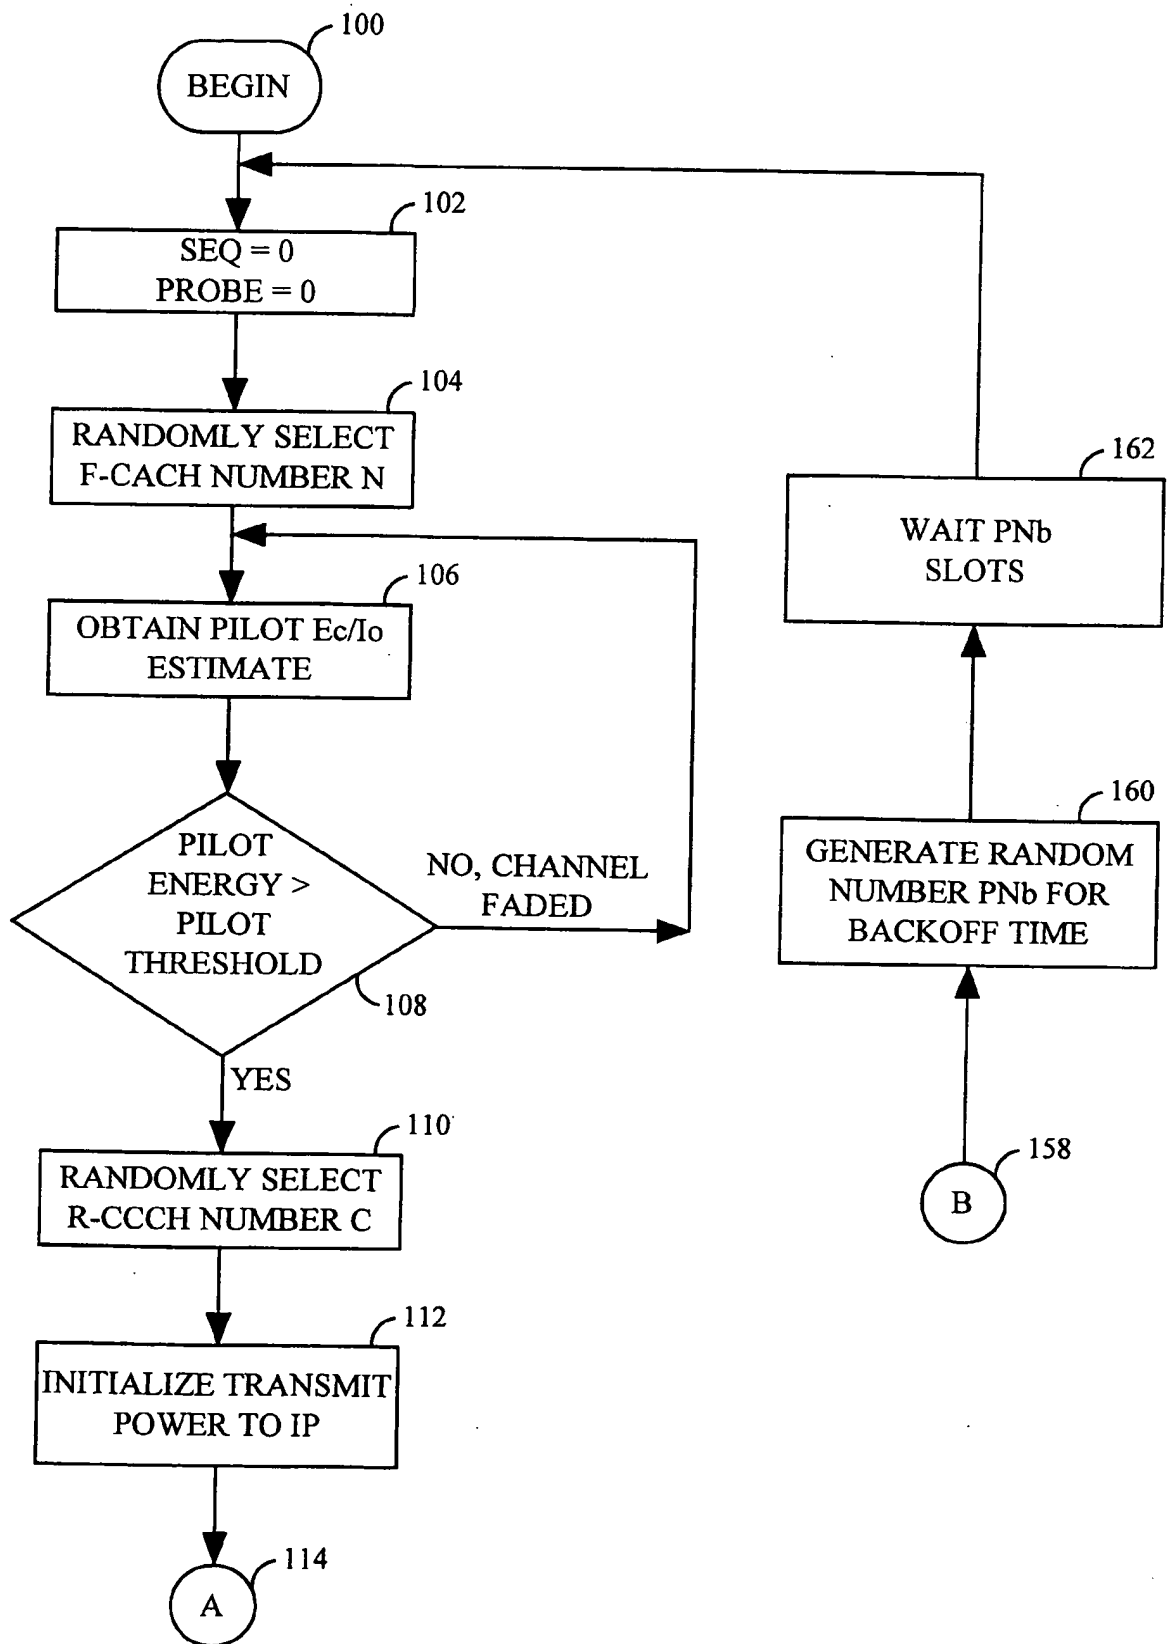 100
BEGIN
102
SEQ = 0
PROBE = 0
104
RANDOMLY SELECT
F-CACH NUMBER N
106
OBTAIN PILOT Ec/Io
ESTIMATE
PILOT
ENERGY >
PILOT
THRESHOLD
108
NO, CHANNEL
FADED
YES
110
RANDOMLY SELECT
R-CCCH NUMBER C
112
INITIALIZE TRANSMIT
POWER TO IP
114
A
162
WAIT PNb
SLOTS
160
GENERATE RANDOM
NUMBER PNb FOR
BACKOFF TIME
158
B